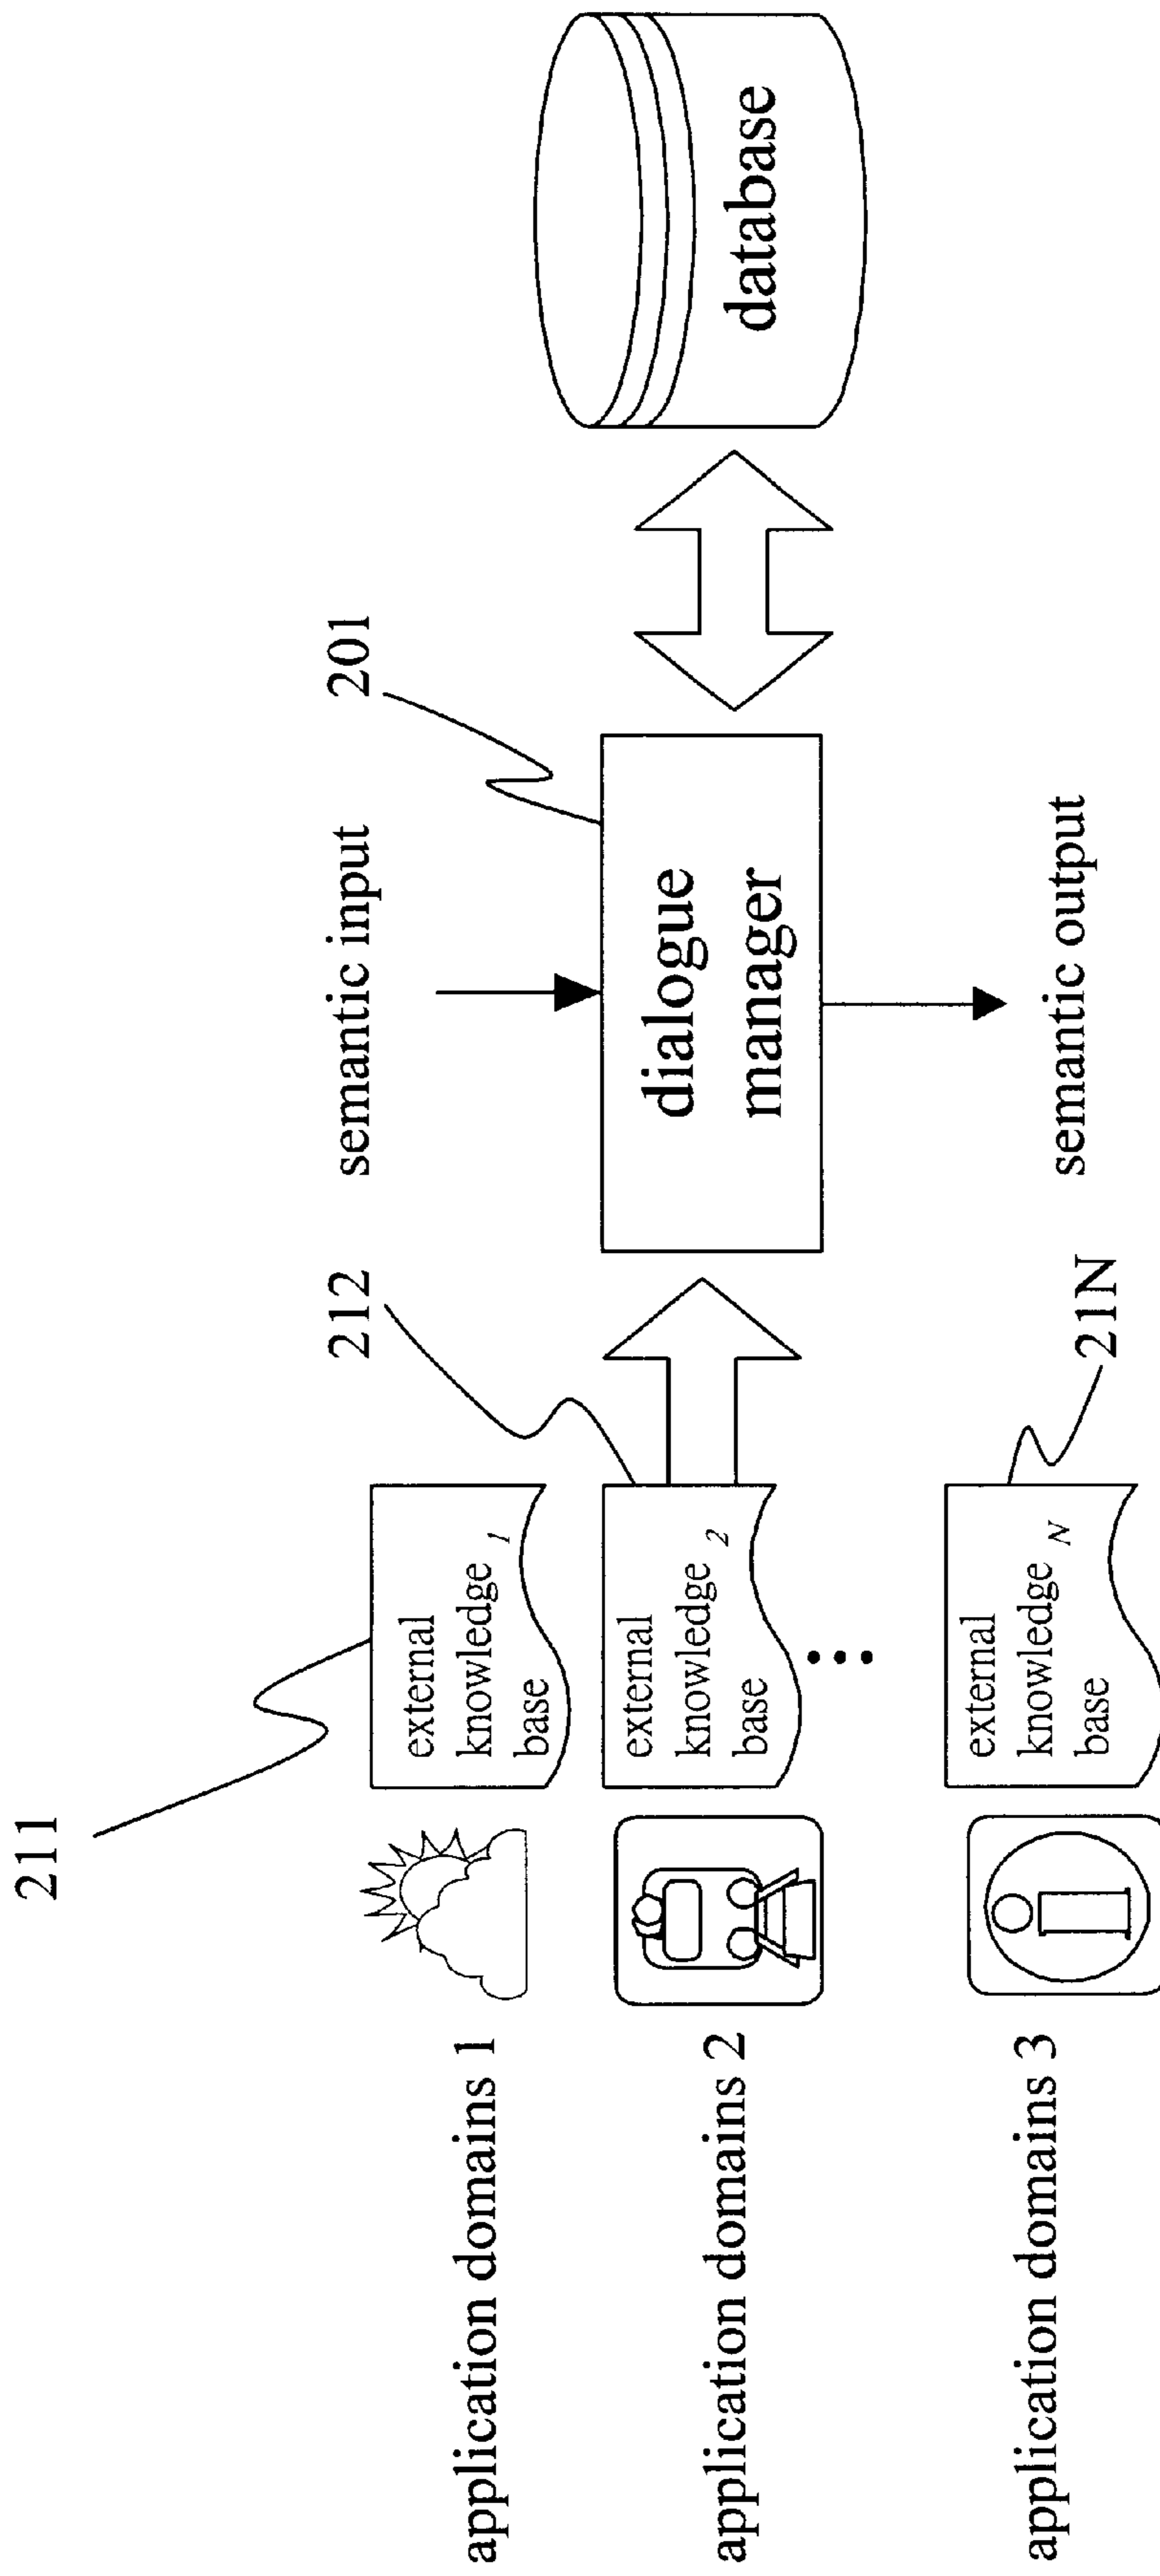 211
212
201
semantic input
application domains 1
external
knowledge 1
base
application domains 2
external
knowledge 2
base
dialogue
manager
database
application domains 3
external
knowledge N
base
21N
semantic output